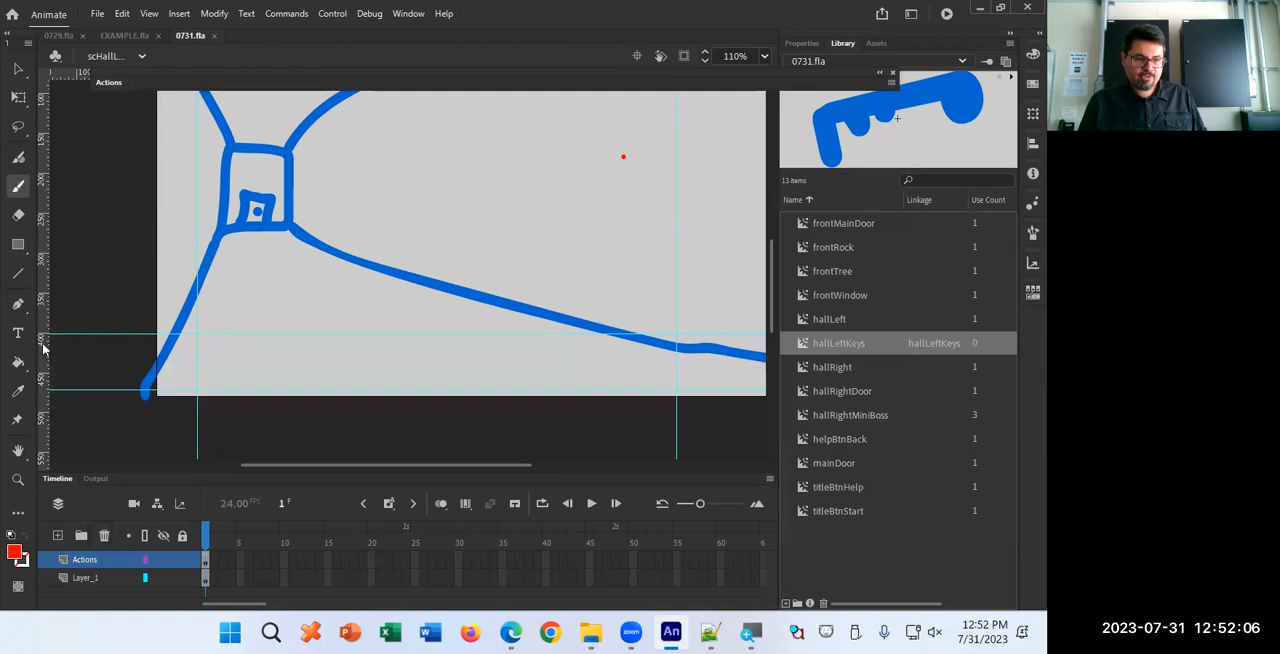 Animate
File Edit View Insert Modify Text Commands Control Debug Window Help
0729.fla EXAMPLE.fla 0731.fla
scHallL... 110%
Properties Library Assets
0731.fla
Actions
13 items
Name Linkage Use Count
frontMainDoor 1
frontRock 1
frontTree 1
frontWindow 1
hallLeft 1
hallLeftKeys hallLeftKeys 0
hallRight 1
hallRightDoor 1
hallRightMiniBoss 3
helpBtnBack 1
mainDoor 1
titleBtnHelp 1
titleBtnStart 1
Timeline Output
24.00 FPS 1 F
1s 2s
5 10 15 20 25 30 35 40 45 50 55 60 6
Actions
Layer_1
12:52 PM
7/31/2023
2023-07-31 12:52:06